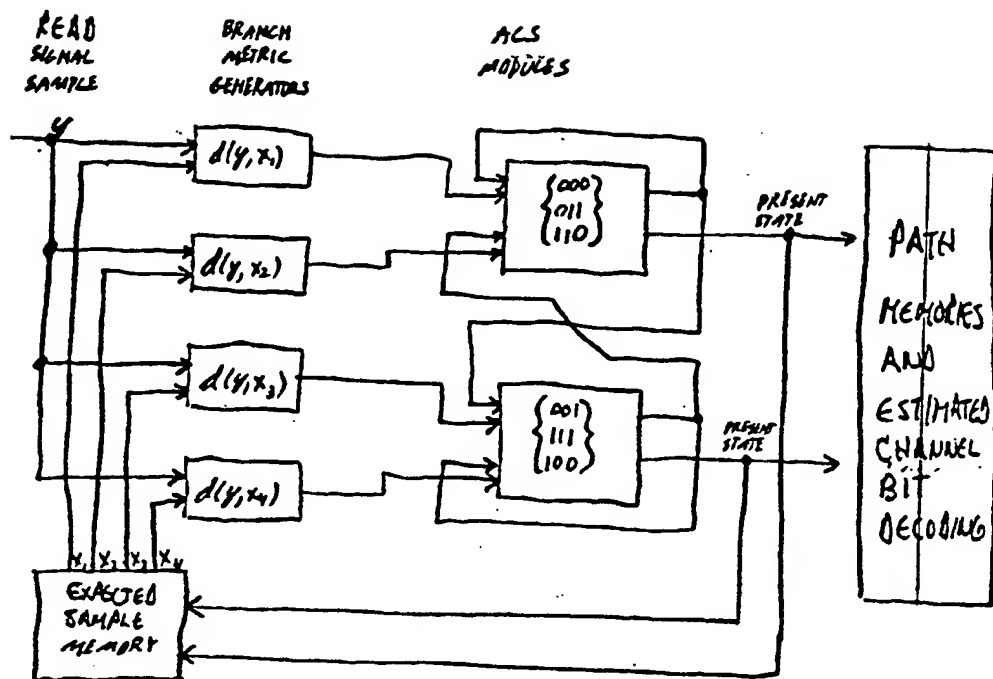 READ
SIGNAL
SAMPLE
BRANCH
METRIC
GENERATORS
ACS
MODULES
y
d(y,x₁)
d(y,x₂)
d(y,x₃)
d(y,x₄)
{000
011
110}
{001
111
100}
PRESENT
STATE
PRESENT
STATE
PATH
MEMORIES
AND
ESTIMATED
CHANNEL
BIT
DECODING
x₁ x₂ x₃ x₄
EXPECTED
SAMPLE
MEMORY